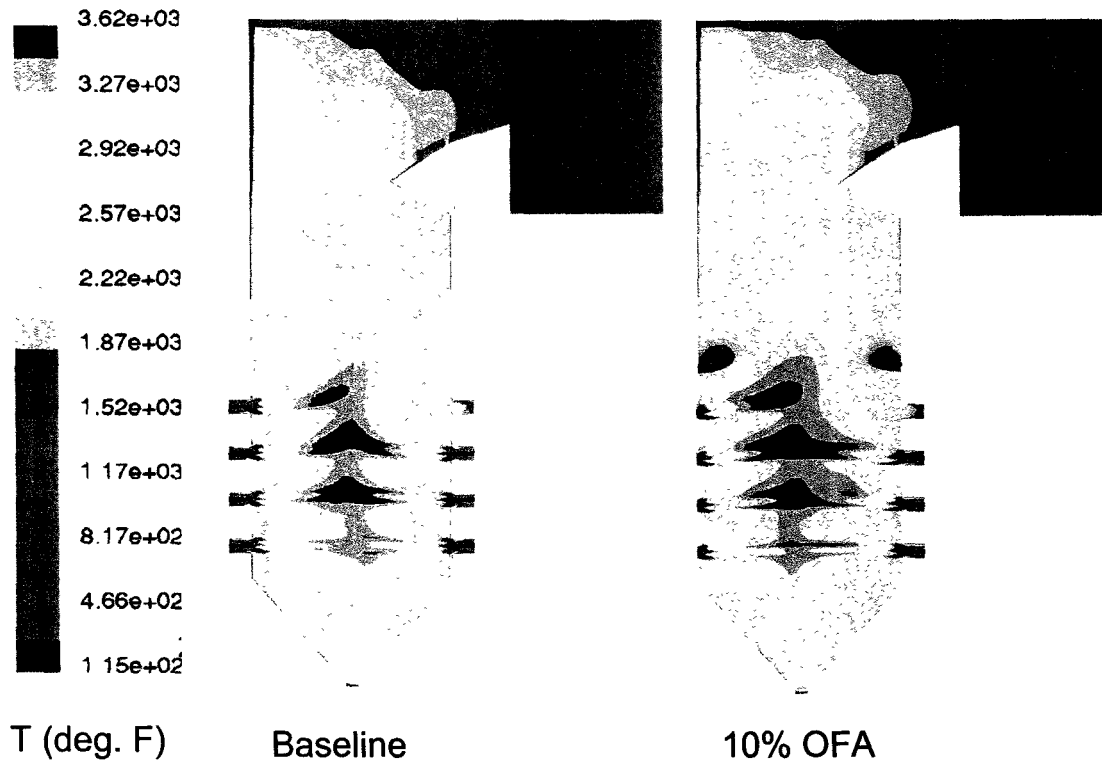 3.62e+03
3.27e+03
2.92e+03
2.57e+03
2.22e+03
1.87e+03
1.52e+03
1 17e+03
8.17e+02
4.66e+02
1 15e+02
T (deg. F)
Baseline
10% OFA